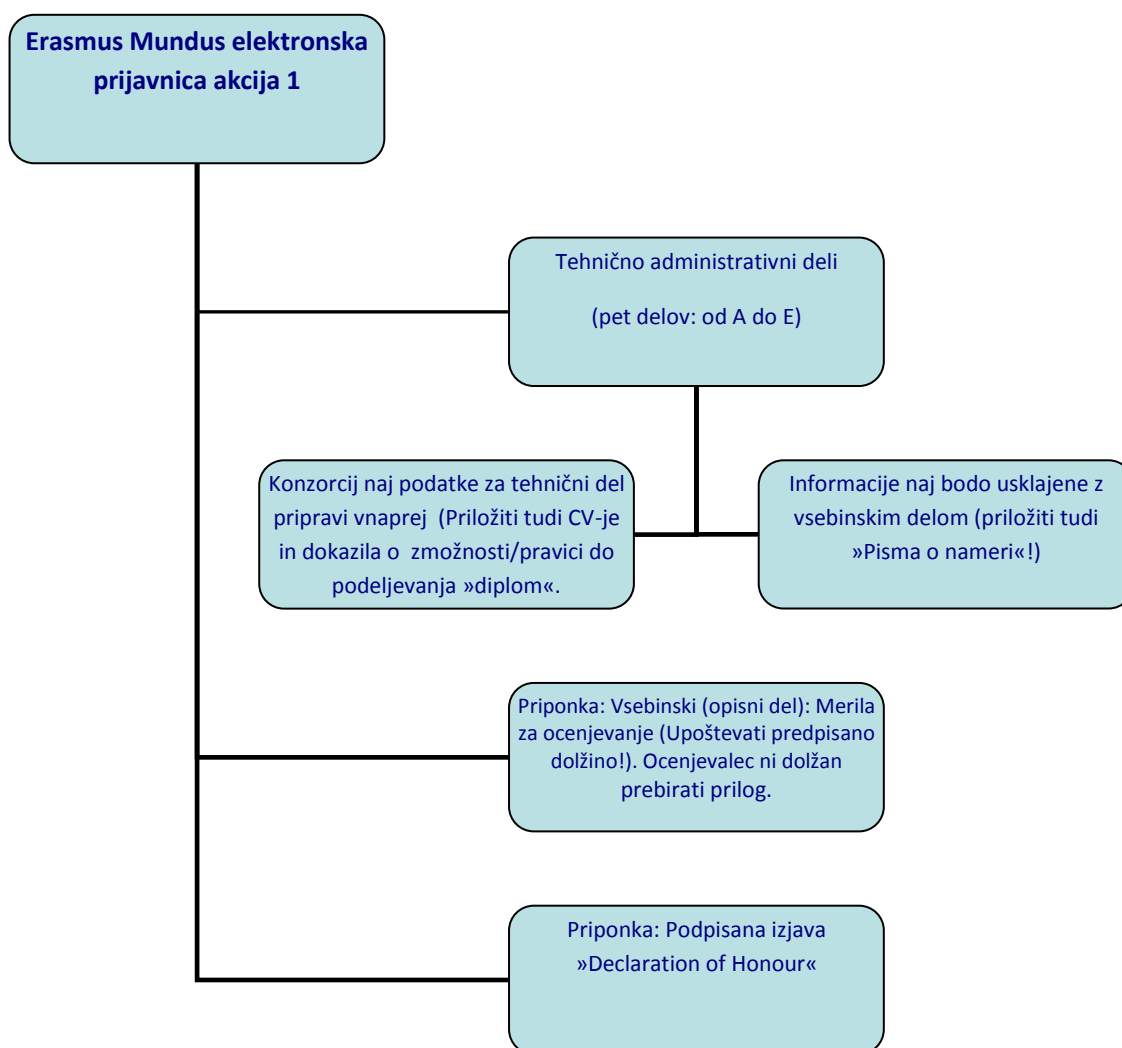 Erasmus Mundus elektronska
prijavnica akcija 1
Tehnično administrativni deli
(pet delov: od A do E)
Konzorcij naj podatke za tehnični del
pripravi vnaprej  (Priložiti tudi CV-je
in dokazila o  zmožnosti/pravici do
podeljevanja »diplom«.
Informacije naj bodo usklajene z
vsebinskim delom (priložiti tudi
»Pisma o nameri«!)
Priponka: Vsebinski (opisni del): Merila
za ocenjevanje (Upoštevati predpisano
dolžino!). Ocenjevalec ni dolžan
prebirati prilog.
Priponka: Podpisana izjava
»Declaration of Honour«